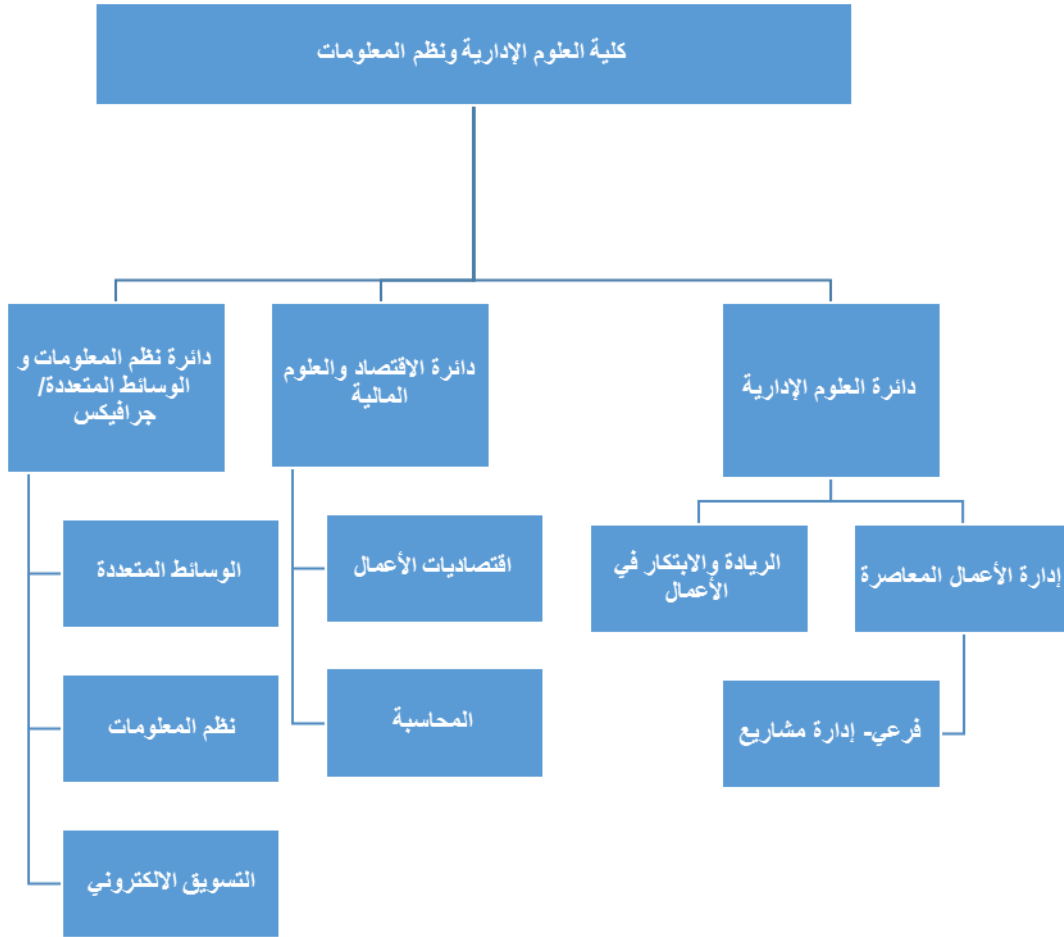 كلية العلوم الإدارية ونظم المعلومات
دائرة العلوم الإدارية
دائرة الاقتصاد والعلوم
المالية
دائرة نظم المعلومات و
الوسائط المتعددة/
جرافيكس
إدارة الأعمال المعاصرة
الريادة والابتكار في
الأعمال
فرعي- إدارة مشاريع
اقتصاديات الأعمال
المحاسبة
الوسائط المتعددة
نظم المعلومات
التسويق الالكتروني